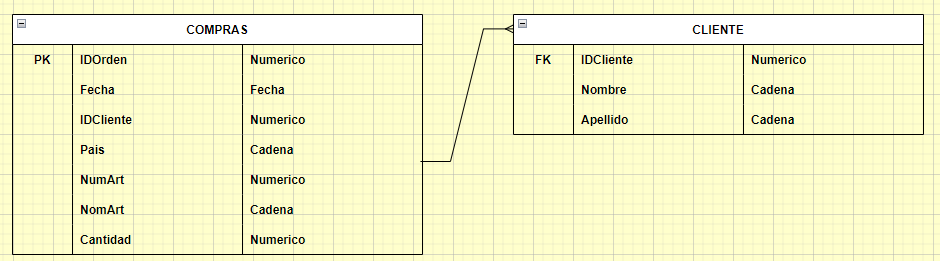 COMPRAS
PK IDOrden Numerico
Fecha Fecha
IDCliente Numerico
Pais Cadena
NumArt Numerico
NomArt Cadena
Cantidad Numerico
CLIENTE
FK IDCliente Numerico
Nombre Cadena
Apellido Cadena